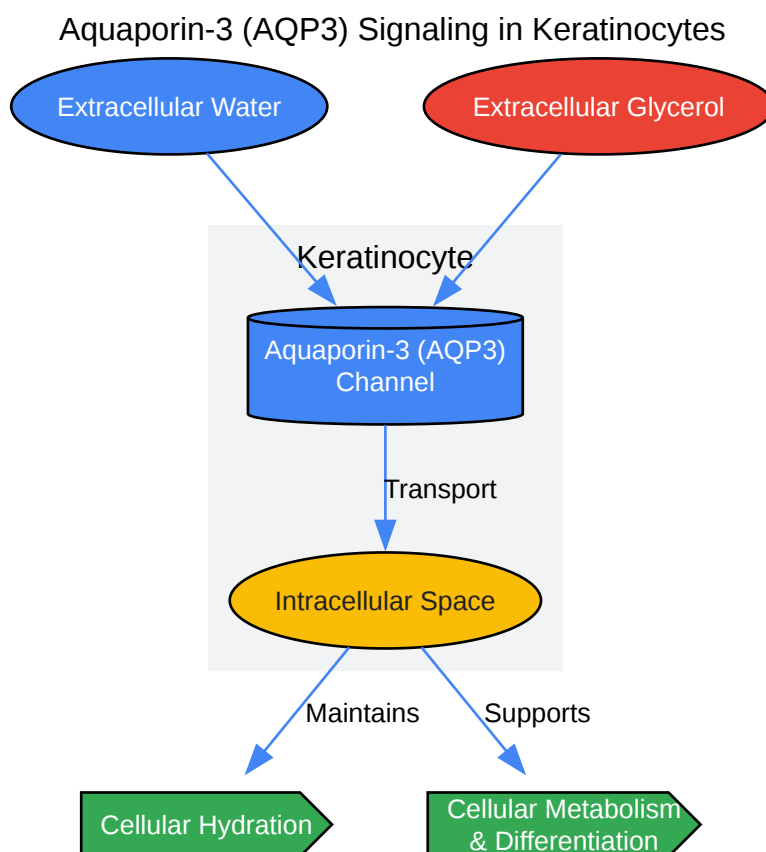 Aquaporin-3 (AQP3) Signaling in Keratinocytes
Extracellular Water
Extracellular Glycerol
Keratinocyte
Aquaporin-3 (AQP3)
Channel
Transport
Intracellular Space
Maintains
Supports
Cellular Hydration
Cellular Metabolism
& Differentiation